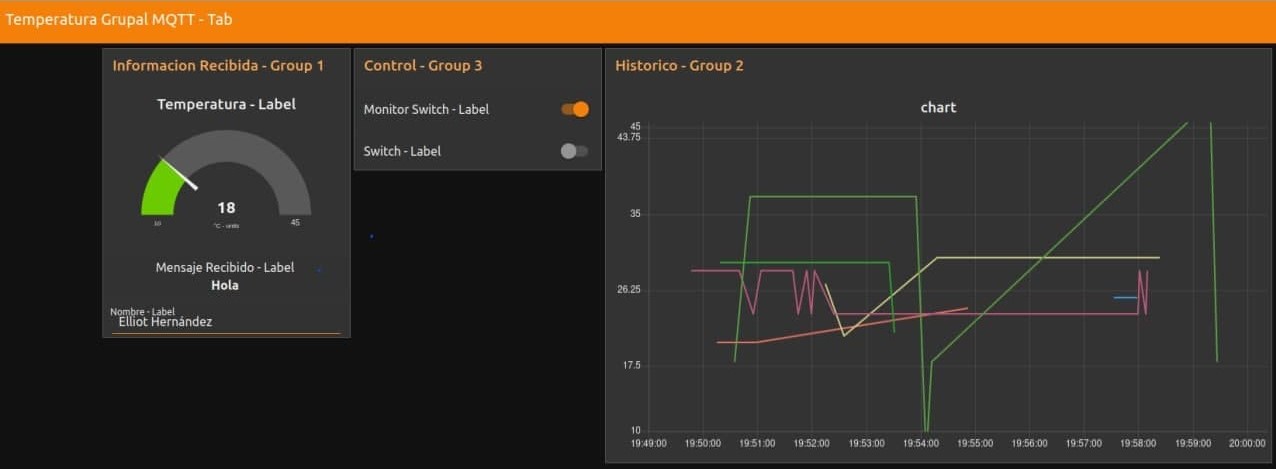 Temperatura Grupal MQTT - Tab
Informacion Recibida - Group 1
Temperatura - Label
18
10
°C - units
45
Mensaje Recibido - Label
Hola
Nombre - Label
Elliot Hernández
Control - Group 3
Monitor Switch - Label
Switch - Label
Historico - Group 2
chart
45
43.75
35
26.25
17.5
10
19:49:00 19:50:00 19:51:00 19:52:00 19:53:00 19:54:00 19:55:00 19:56:00 19:57:00 19:58:00 19:59:00 20:00:00